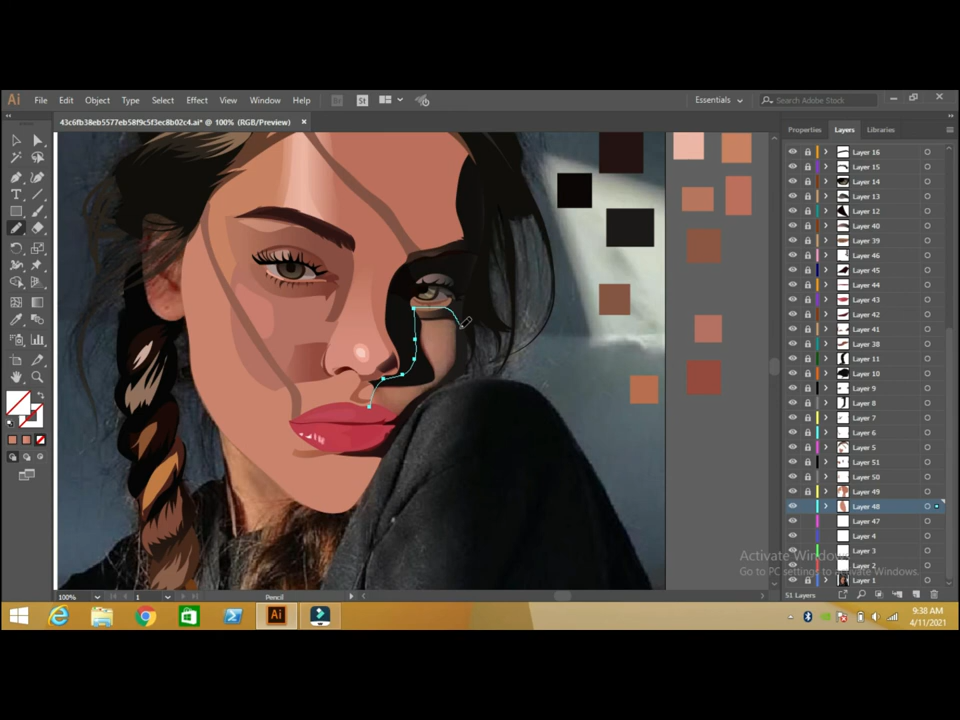 Ai File Edit Object Type Select Effect View Window Help Br St Essentials Search Adobe Stock
43c6fb38eb5577eb58f9c5f3ec8b02c4.ai* @ 100% (RGB/Preview)
Properties Layers Libraries
Layer 16
Layer 15
Layer 14
Layer 13
Layer 12
Layer 40
Layer 39
Layer 46
Layer 45
Layer 44
Layer 43
Layer 42
Layer 41
Layer 38
Layer 11
Layer 10
Layer 9
Layer 8
Layer 7
Layer 6
Layer 5
Layer 51
Layer 50
Layer 49
Layer 48
Layer 47
Layer 4
Layer 3
Layer 2
Layer 1
Activate Windows
Go to PC settings to activate Windows.
100% 1 Pencil 51 Layers
Ai
9:38 AM
4/11/2021